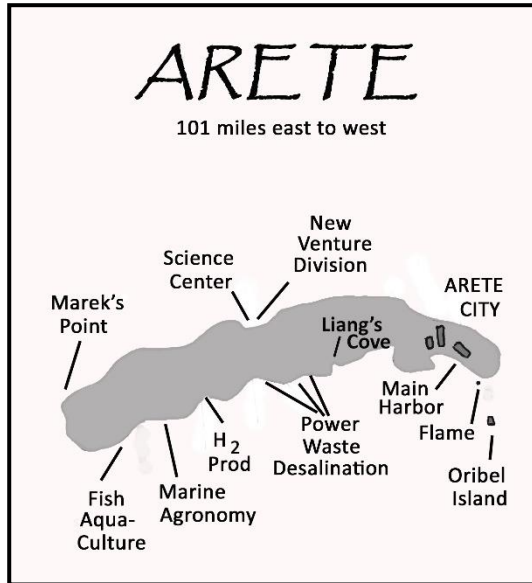 ARETE
101 miles east to west
New
Venture
Division
Science
Center
Marek's
Point
Liang's
Cove
ARETE
CITY
Main
Harbor
Flame
Oribel
Island
Power
Waste
Desalination
H2
Prod
Marine
Agronomy
Fish
Aqua-
Culture